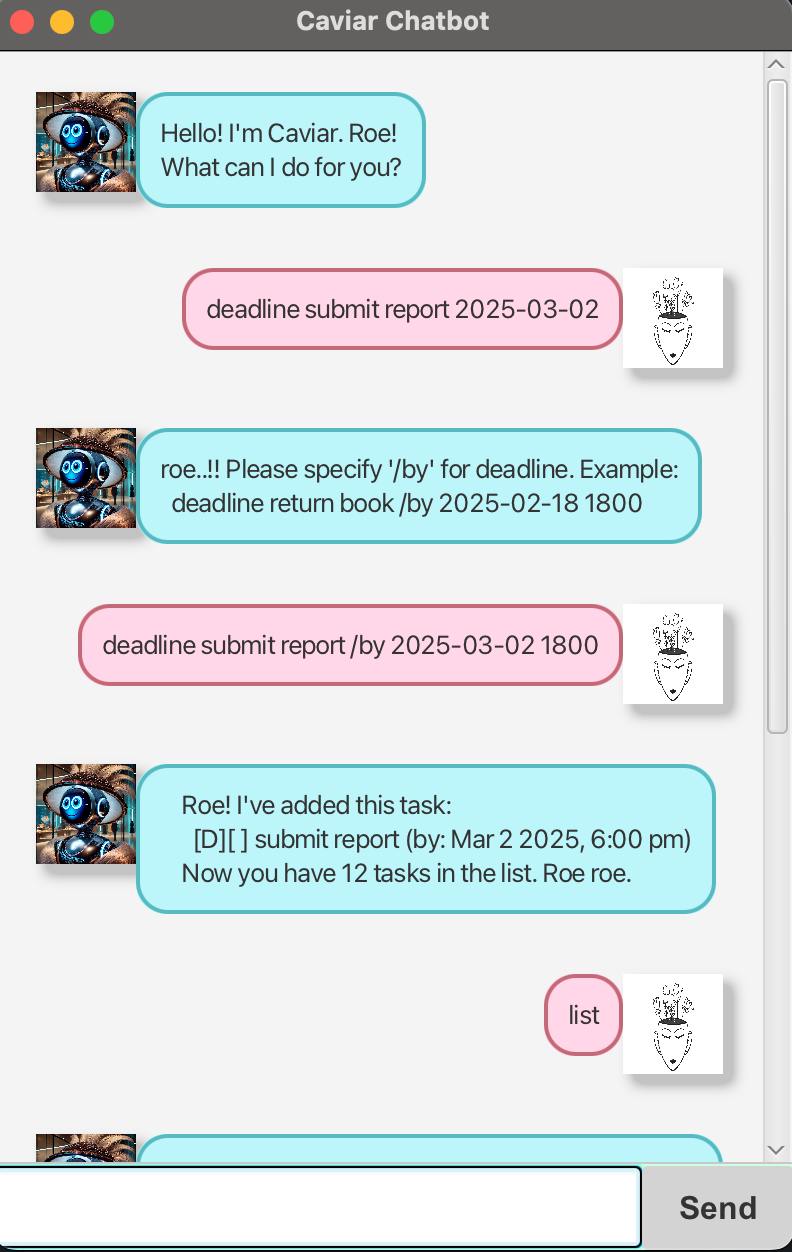 Caviar Chatbot
Hello! I'm Caviar. Roe!
What can I do for you?
deadline submit report 2025-03-02
roe..!! Please specify '/by' for deadline. Example:
deadline return book /by 2025-02-18 1800
deadline submit report /by 2025-03-02 1800
Roe! I've added this task:
[D][ ] submit report (by: Mar 2 2025, 6:00 pm)
Now you have 12 tasks in the list. Roe roe.
list
Send